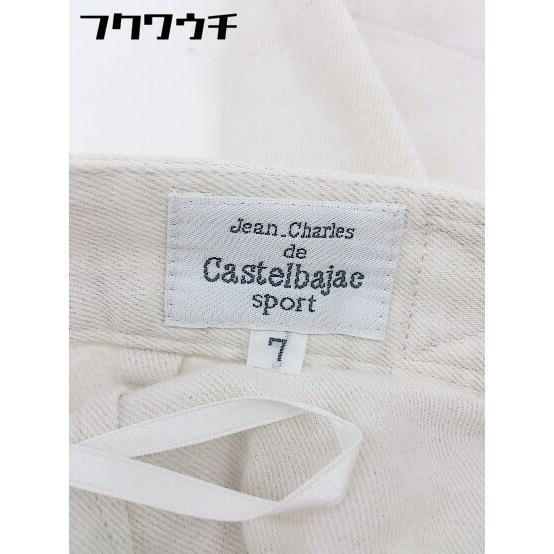 フクワウチ
Jean_Charles
de
Castelbajac
sport
7